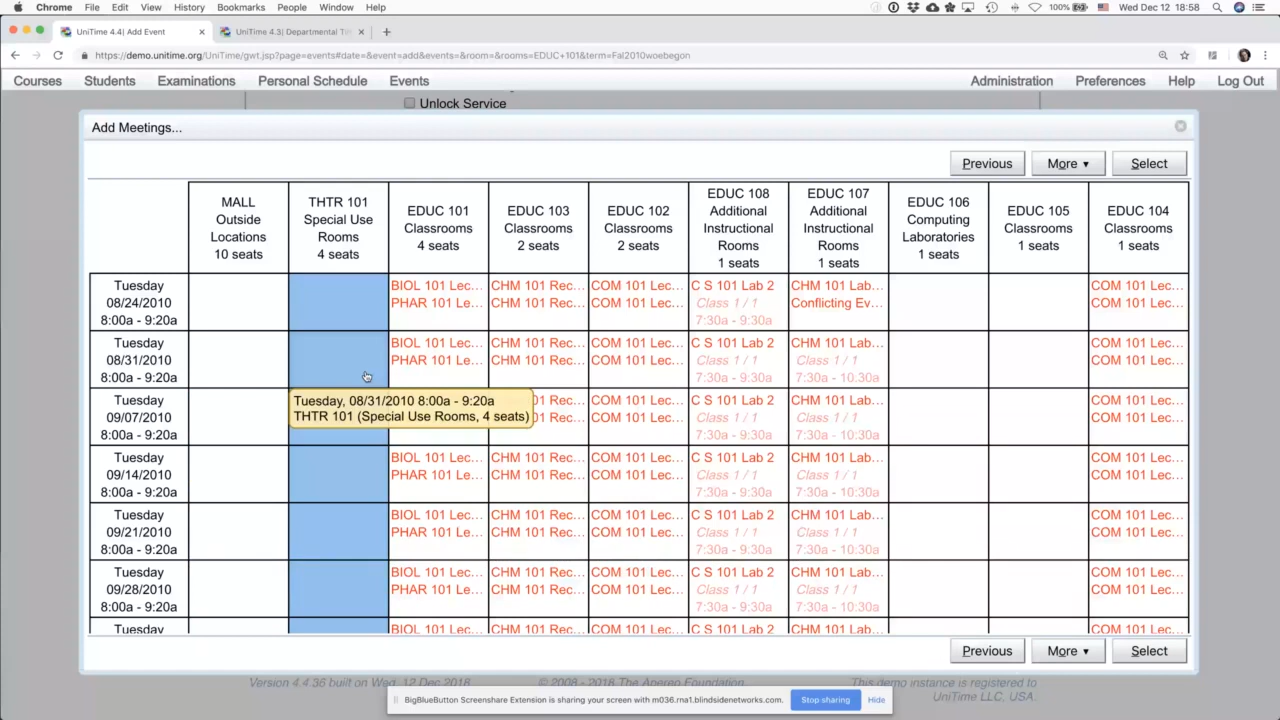 Chrome File Edit View History Bookmarks People Window Help
100% Wed Dec 12 18:58
UniTime 4.4| Add Event
UniTime 4.3| Departmental Ti
https://demo.unitime.org/UniTime/gwt.jsp?page=events#date=&event=add&events=&room=&rooms=EDUC+101&term=Fal2010woebegon
Courses Students Examinations Personal Schedule Events Administration Preferences Help Log Out
Unlock Service
Add Meetings...
Previous More ▾ Select
MALL
Outside
Locations
10 seats
THTR 101
Special Use
Rooms
4 seats
EDUC 101
Classrooms
4 seats
EDUC 103
Classrooms
2 seats
EDUC 102
Classrooms
2 seats
EDUC 108
Additional
Instructional
Rooms
1 seats
EDUC 107
Additional
Instructional
Rooms
1 seats
EDUC 106
Computing
Laboratories
1 seats
EDUC 105
Classrooms
1 seats
EDUC 104
Classrooms
1 seats
Tuesday BIOL 101 Lec... CHM 101 Rec... COM 101 Lec... C S 101 Lab 2 CHM 101 Lab... COM 101 Lec...
08/24/2010 PHAR 101 Le... CHM 101 Rec... COM 101 Lec... Class 1 / 1 Conflicting Ev... COM 101 Lec...
8:00a - 9:20a 7:30a - 9:30a
Tuesday BIOL 101 Lec... CHM 101 Rec... COM 101 Lec... C S 101 Lab 2 CHM 101 Lab... COM 101 Lec...
08/31/2010 PHAR 101 Le... CHM 101 Rec... COM 101 Lec... Class 1 / 1 Class 1 / 1 COM 101 Lec...
8:00a - 9:20a 7:30a - 9:30a 7:30a - 10:30a
Tuesday, 08/31/2010 8:00a - 9:20a
THTR 101 (Special Use Rooms, 4 seats)
Tuesday 01 Rec... COM 101 Lec... C S 101 Lab 2 CHM 101 Lab... COM 101 Lec...
09/07/2010 01 Rec... COM 101 Lec... Class 1 / 1 Class 1 / 1 COM 101 Lec...
8:00a - 9:20a 7:30a - 9:30a 7:30a - 10:30a
Tuesday BIOL 101 Lec... CHM 101 Rec... COM 101 Lec... C S 101 Lab 2 CHM 101 Lab... COM 101 Lec...
09/14/2010 PHAR 101 Le... CHM 101 Rec... COM 101 Lec... Class 1 / 1 Class 1 / 1 COM 101 Lec...
8:00a - 9:20a 7:30a - 9:30a 7:30a - 10:30a
Tuesday BIOL 101 Lec... CHM 101 Rec... COM 101 Lec... C S 101 Lab 2 CHM 101 Lab... COM 101 Lec...
09/21/2010 PHAR 101 Le... CHM 101 Rec... COM 101 Lec... Class 1 / 1 Class 1 / 1 COM 101 Lec...
8:00a - 9:20a 7:30a - 9:30a 7:30a - 10:30a
Tuesday BIOL 101 Lec... CHM 101 Rec... COM 101 Lec... C S 101 Lab 2 CHM 101 Lab... COM 101 Lec...
09/28/2010 PHAR 101 Le... CHM 101 Rec... COM 101 Lec... Class 1 / 1 Class 1 / 1 COM 101 Lec...
8:00a - 9:20a 7:30a - 9:30a 7:30a - 10:30a
Tuesday BIOL 101 Lec... CHM 101 Rec... COM 101 Lec... C S 101 Lab 2 CHM 101 Lab... COM 101 Lec...
Previous More ▾ Select
Version 4.4.36 built on Wed, 12 Dec 2018 © 2008 - 2018 The Apereo Foundation, This demo instance is registered to
UniTime LLC, USA.
BigBlueButton Screenshare Extension is sharing your screen with m036.rna1.blindsidenetworks.com. Stop sharing Hide